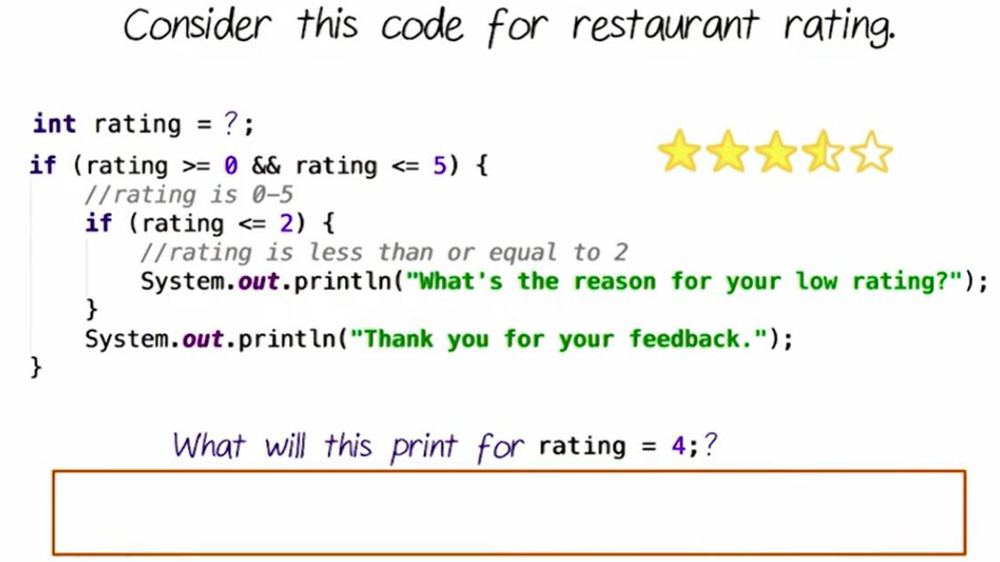 Consider this code for restaurant rating.
int rating = ?;
if (rating >= 0 && rating <= 5) {
//rating is 0-5
if (rating <= 2) {
//rating is less than or equal to 2
System.out.println("What's the reason for your low rating?");
}
System.out.println("Thank you for your feedback.");
}
What will this print for rating = 4;?